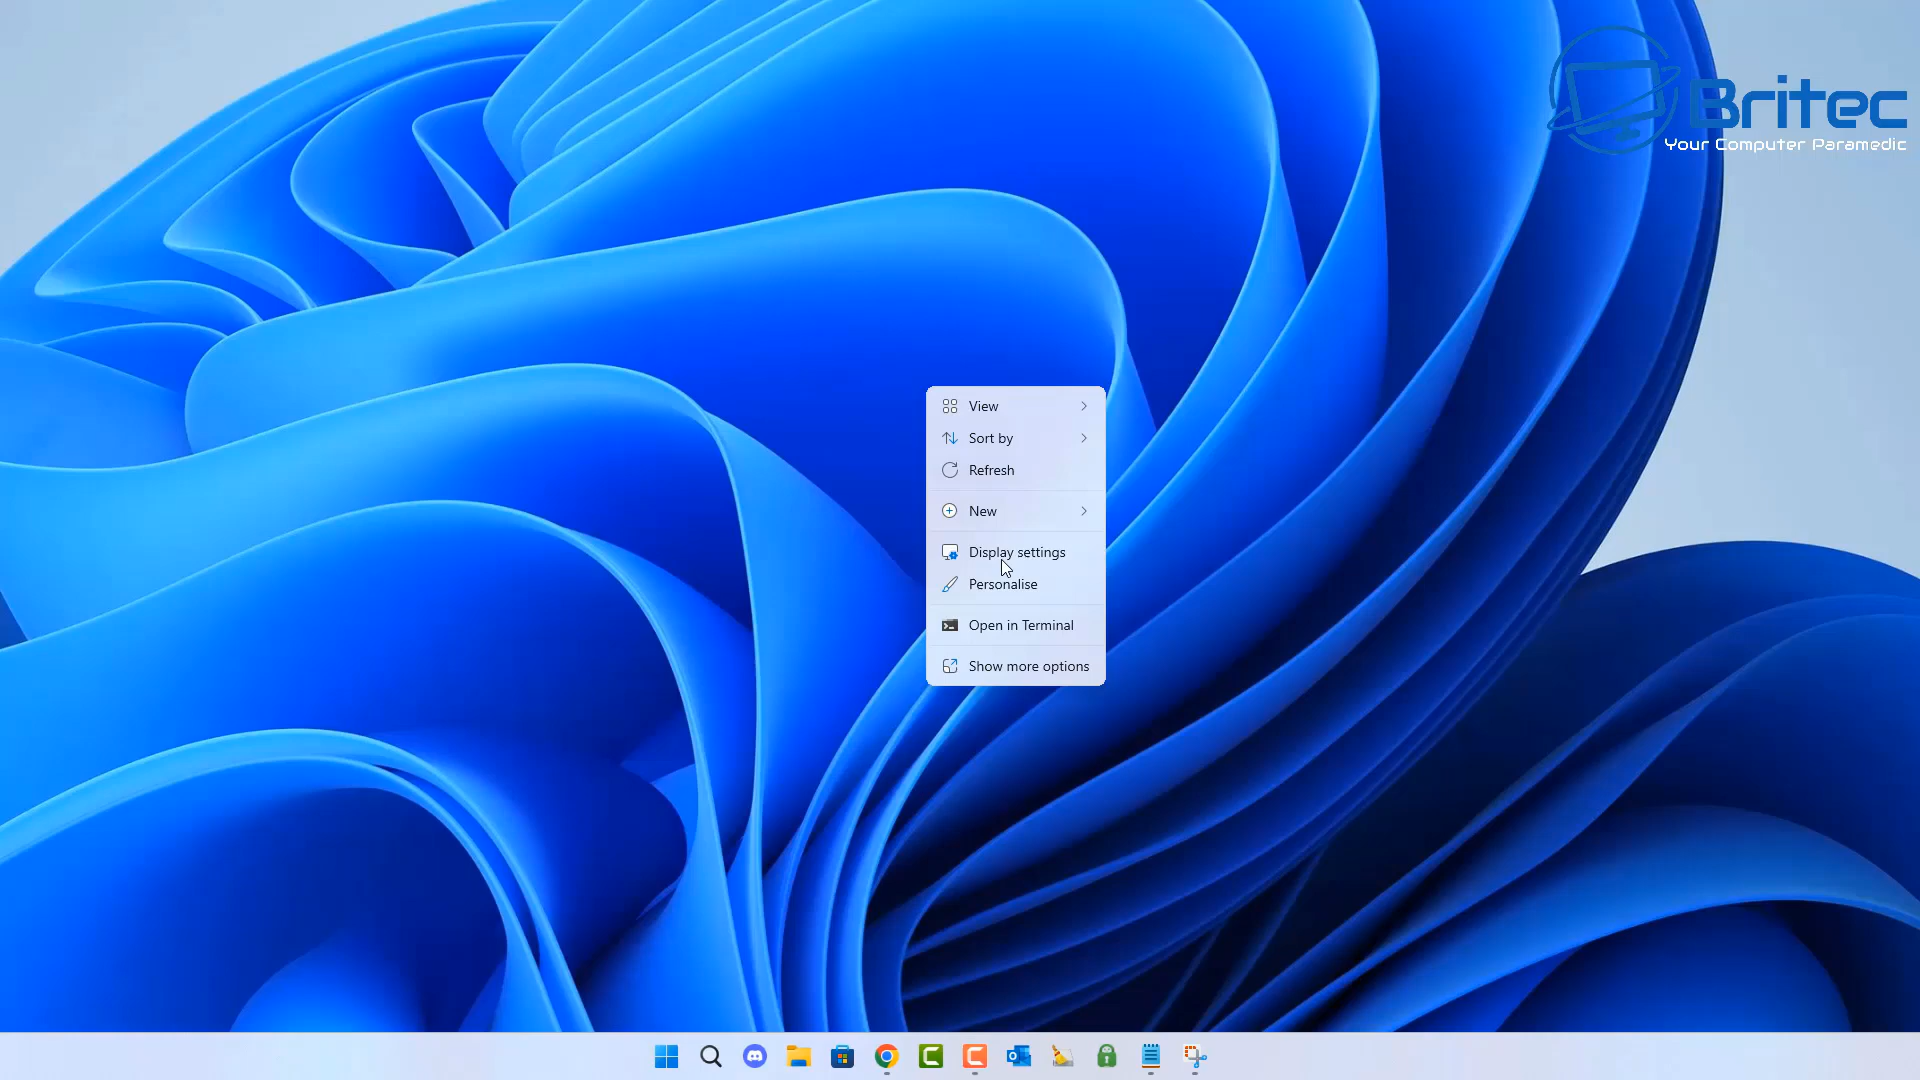 Britec
Your Computer Paramedic
View
Sort by
Refresh
New
Display settings
Personalise
Open in Terminal
Show more options